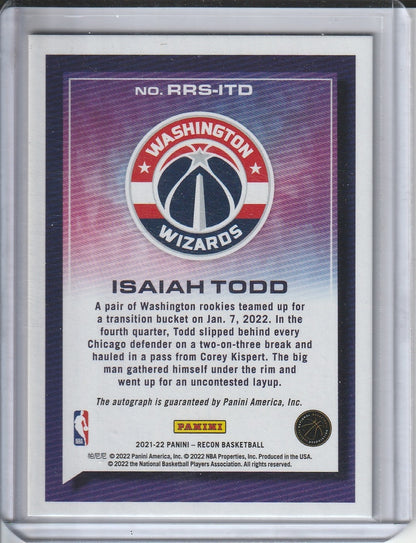 NO. RRS-ITD
WASHINGTON
WIZARDS
ISAIAH TODD
A pair of Washington rookies teamed up for
a transition bucket on Jan. 7, 2022. In the
fourth quarter, Todd slipped behind every
Chicago defender on a two-on-three break and
hauled in a pass from Corey Kispert. The big
man gathered himself under the rim and
went up for an uncontested layup.
The autograph is guaranteed by Panini America, Inc.
PANINI
NBA
2021-22 PANINI – RECON BASKETBALL
帕尼尼 © 2022 Panini America, Inc. © 2022 NBA Properties, Inc. Produced in the USA.
© 2022 the National Basketball Players Association. All rights reserved.